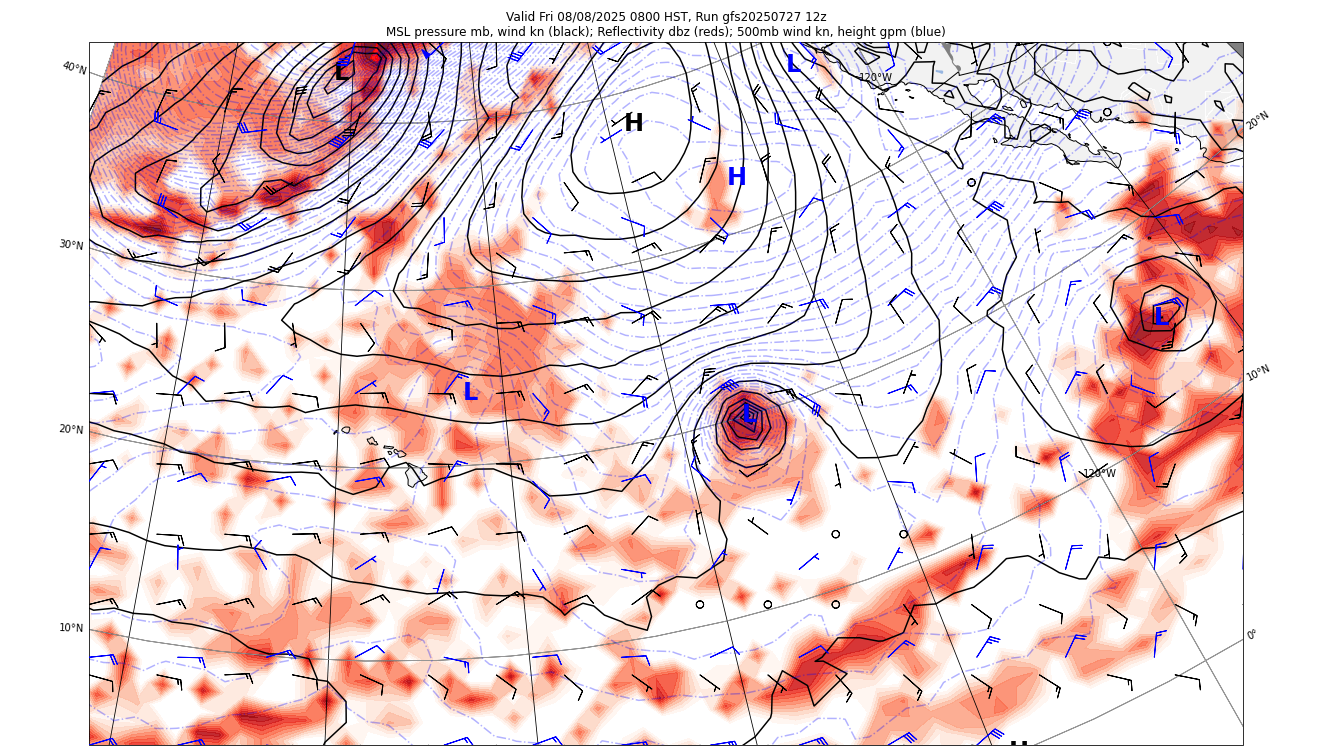 Valid Fri 08/08/2025 0800 HST, Run gfs20250727 12z
MSL pressure mb, wind kn (black); Reflectivity dbz (reds); 500mb wind kn, height gpm (blue)
L
L
40°N
120°W
H
20°N
H
30°N
L
10°N
L
L
20°N
120°W
10°N
0°
H